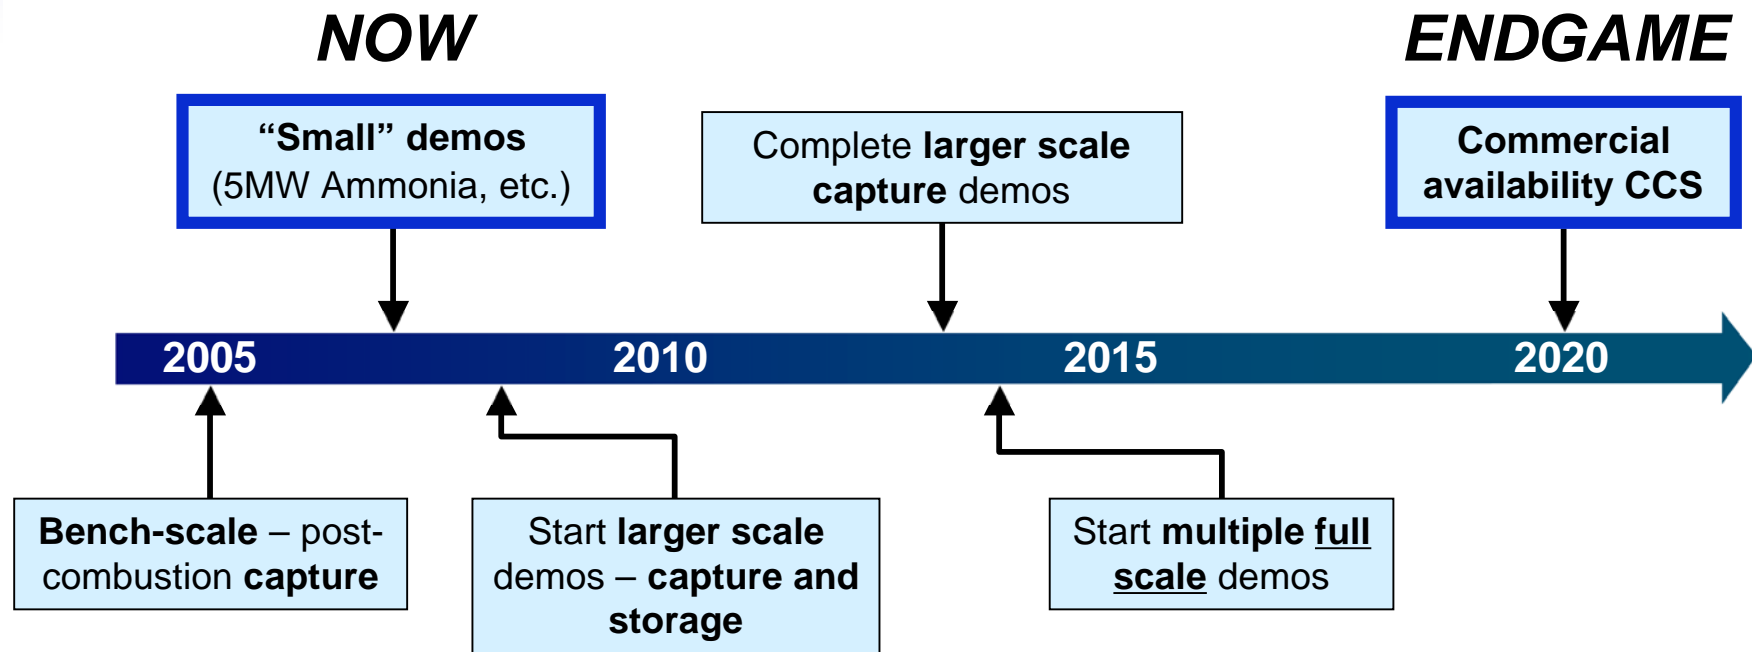 NOW
ENDGAME
“Small” demos
(5MW Ammonia, etc.)
Complete larger scale
capture demos
Commercial
availability CCS
2005
2010
2015
2020
Bench-scale – post-
combustion capture
Start larger scale
demos – capture and
storage
Start multiple full
scale demos